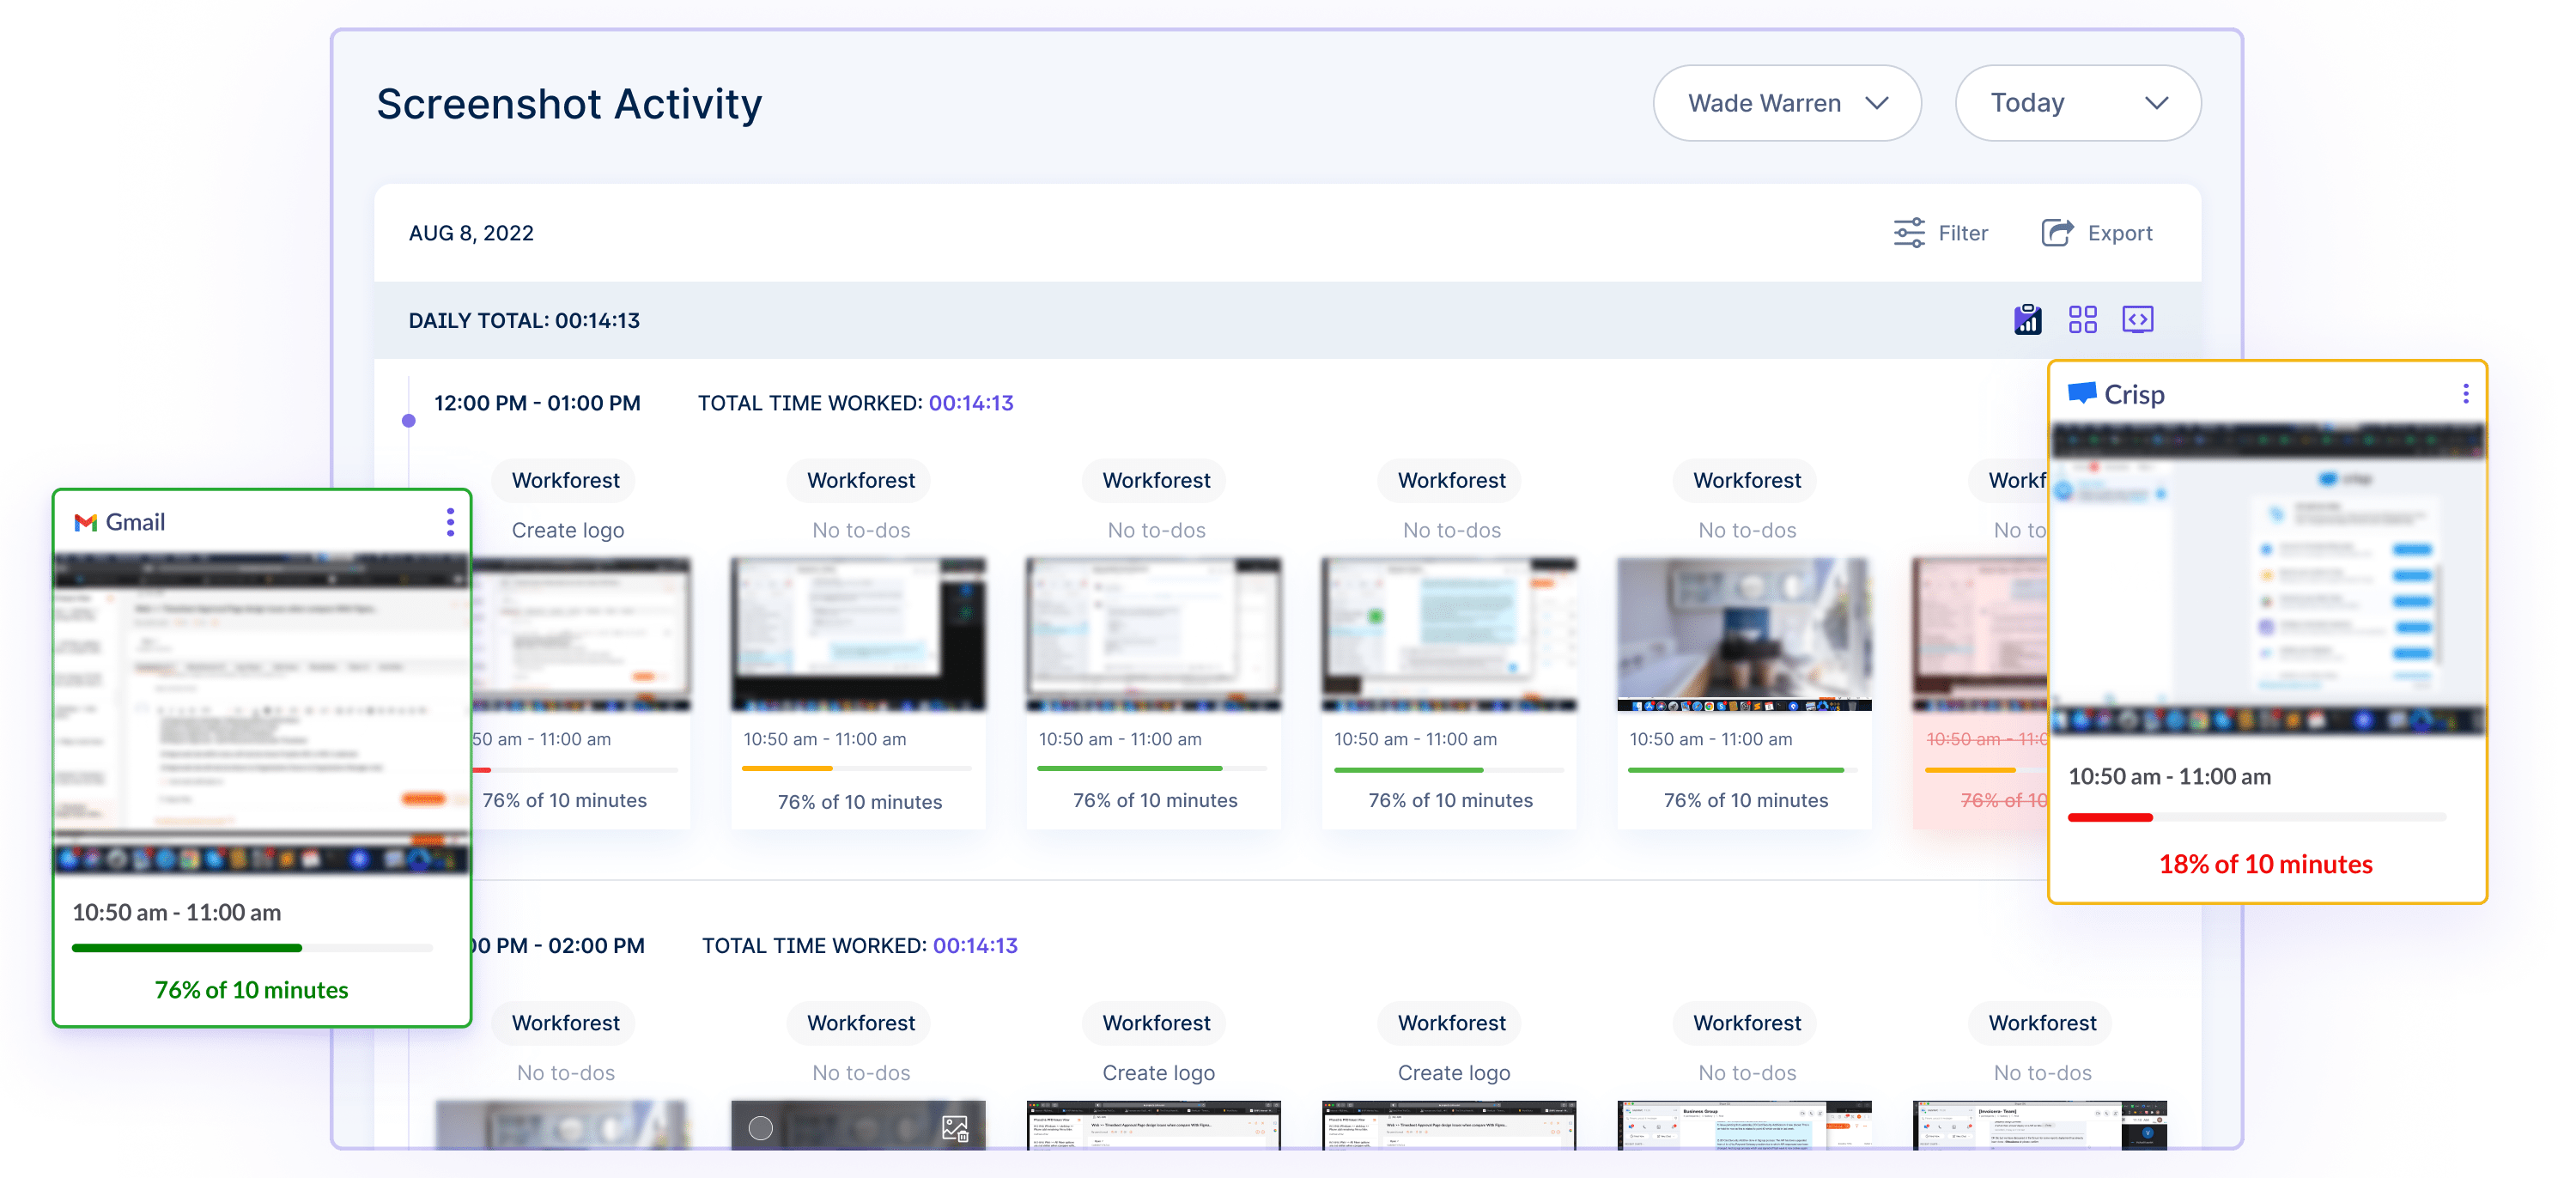 Screenshot Activity
Wade Warren
Today
AUG 8, 2022
Filter
Export
DAILY TOTAL: 00:14:13
12:00 PM - 01:00 PM
TOTAL TIME WORKED: 00:14:13
Workforest
Workforest
Workforest
Workforest
Workforest
Workf
Create logo
No to-dos
No to-dos
No to-dos
No to-dos
No to
50 am - 11:00 am
10:50 am - 11:00 am
10:50 am - 11:00 am
10:50 am - 11:00 am
10:50 am - 11:00 am
10:50 am - 11:0
76% of 10 minutes
76% of 10 minutes
76% of 10 minutes
76% of 10 minutes
76% of 10 minutes
76% of 10
Gmail
10:50 am - 11:00 am
76% of 10 minutes
Crisp
10:50 am - 11:00 am
18% of 10 minutes
00 PM - 02:00 PM
TOTAL TIME WORKED: 00:14:13
Workforest
Workforest
Workforest
Workforest
Workforest
Workforest
No to-dos
No to-dos
Create logo
Create logo
No to-dos
No to-dos
Business Group